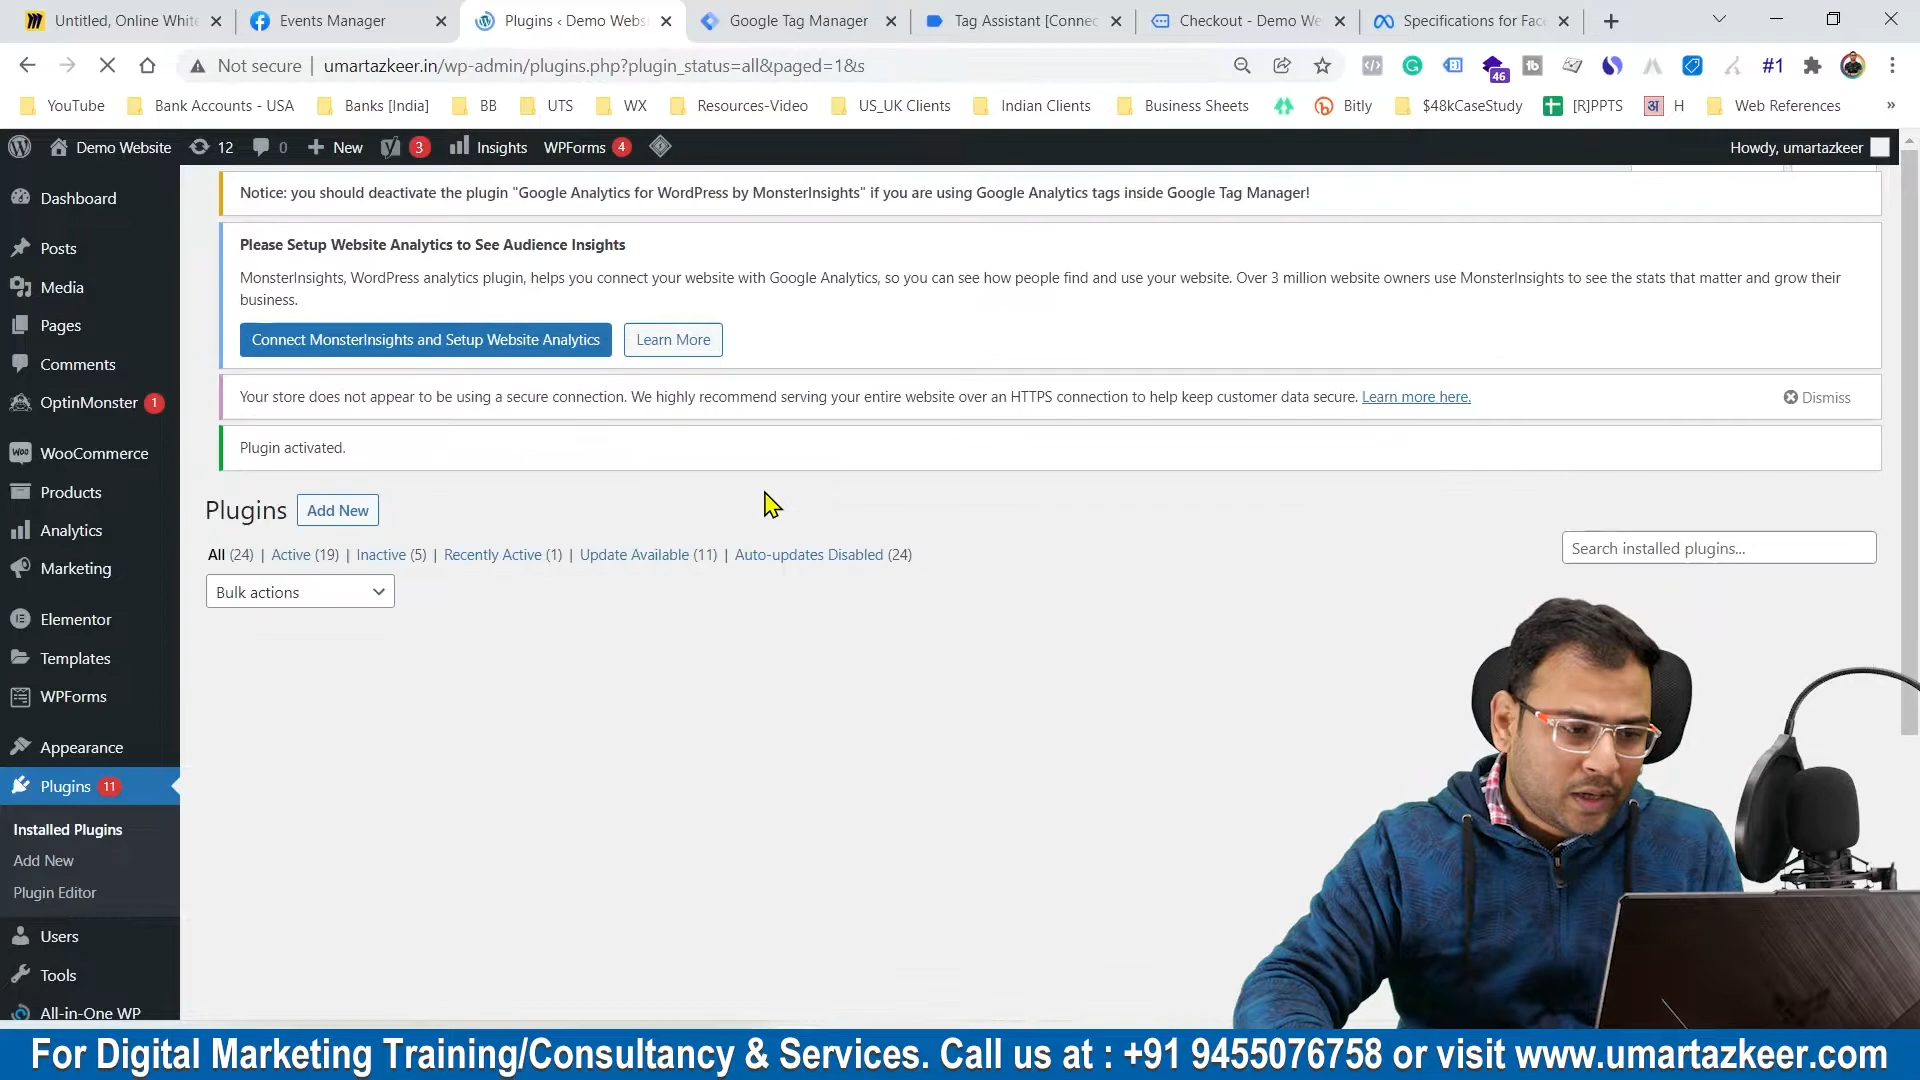 Untitled, Online White
Events Manager
Plugins ‹ Demo Webs
Google Tag Manager
Tag Assistant [Connec
Checkout - Demo We
Specifications for Fac
Not secure
umartazkeer.in/wp-admin/plugins.php?plugin_status=all&paged=1&s
46
#1
YouTube
Bank Accounts - USA
Banks [India]
BB
UTS
WX
Resources-Video
US_UK Clients
Indian Clients
Business Sheets
Bitly
$48kCaseStudy
[R]PPTS
अ
H
Web References
»
Demo Website
12
0
New
3
Insights
WPForms 4
Howdy, umartazkeer
Dashboard
Posts
Media
Pages
Comments
OptinMonster 1
WooCommerce
Products
Analytics
Marketing
Elementor
Templates
WPForms
Appearance
Plugins 11
Installed Plugins
Add New
Plugin Editor
Users
Tools
All-in-One WP
Notice: you should deactivate the plugin "Google Analytics for WordPress by MonsterInsights" if you are using Google Analytics tags inside Google Tag Manager!
Please Setup Website Analytics to See Audience Insights
MonsterInsights, WordPress analytics plugin, helps you connect your website with Google Analytics, so you can see how people find and use your website. Over 3 million website owners use MonsterInsights to see the stats that matter and grow their
business.
Connect MonsterInsights and Setup Website Analytics
Learn More
Your store does not appear to be using a secure connection. We highly recommend serving your entire website over an HTTPS connection to help keep customer data secure. Learn more here.
Dismiss
Plugin activated.
Plugins
Add New
All (24) | Active (19) | Inactive (5) | Recently Active (1) | Update Available (11) | Auto-updates Disabled (24)
Search installed plugins...
Bulk actions
For Digital Marketing Training/Consultancy & Services. Call us at : +91 9455076758 or visit www.umartazkeer.com